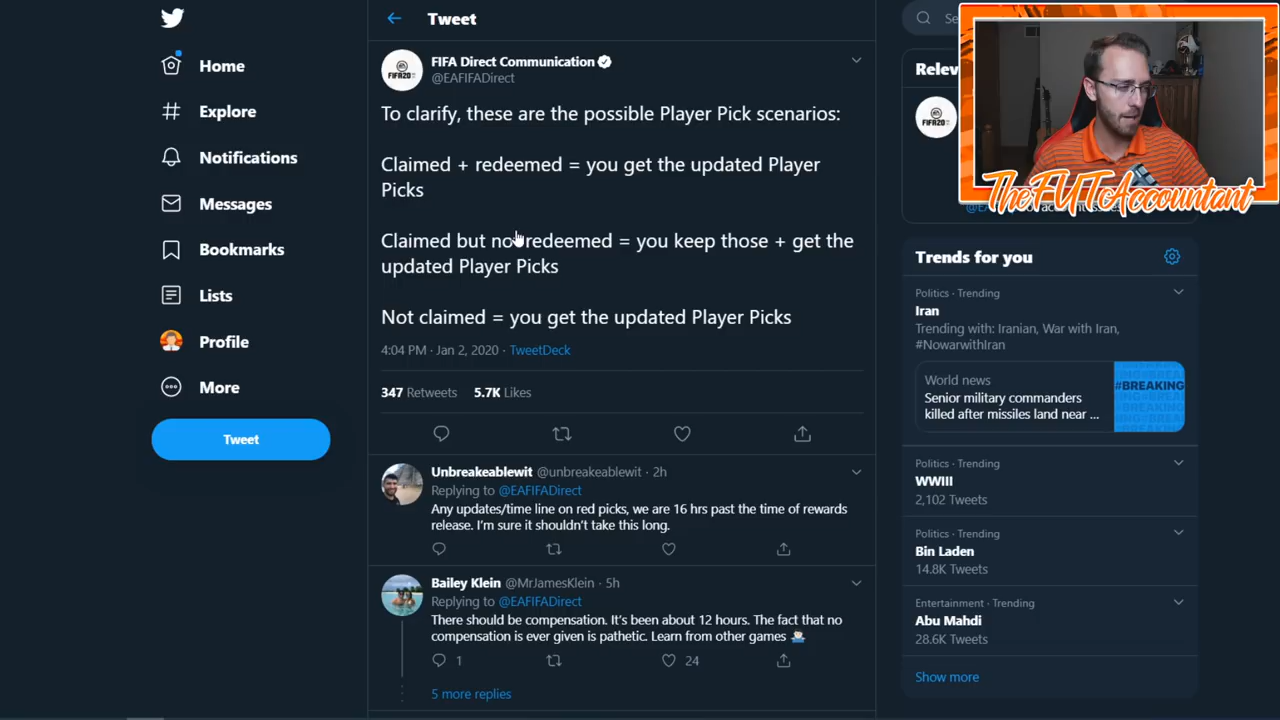 Home
Explore
Notifications
Messages
Bookmarks
Lists
Profile
More
Tweet
Tweet
FIFA Direct Communication
@EAFIFADirect
To clarify, these are the possible Player Pick scenarios:
Claimed + redeemed = you get the updated Player
Picks
Claimed but not redeemed = you keep those + get the
updated Player Picks
Not claimed = you get the updated Player Picks
4:04 PM · Jan 2, 2020 · TweetDeck
347 Retweets 5.7K Likes
Unbreakeablewit @unbreakeablewit · 2h
Replying to @EAFIFADirect
Any updates/time line on red picks, we are 16 hrs past the time of rewards
release. I'm sure it shouldn't take this long.
Bailey Klein @MrJamesKlein · 5h
Replying to @EAFIFADirect
There should be compensation. It's been about 12 hours. The fact that no
compensation is ever given is pathetic. Learn from other games
1 24
5 more replies
TheFUTAccountant
Trends for you
Politics · Trending
Iran
Trending with: Iranian, War with Iran,
#NowarwithIran
World news
Senior military commanders
killed after missiles land near ...
#BREAKING
Politics · Trending
WWIII
2,102 Tweets
Politics · Trending
Bin Laden
14.8K Tweets
Entertainment · Trending
Abu Mahdi
28.6K Tweets
Show more